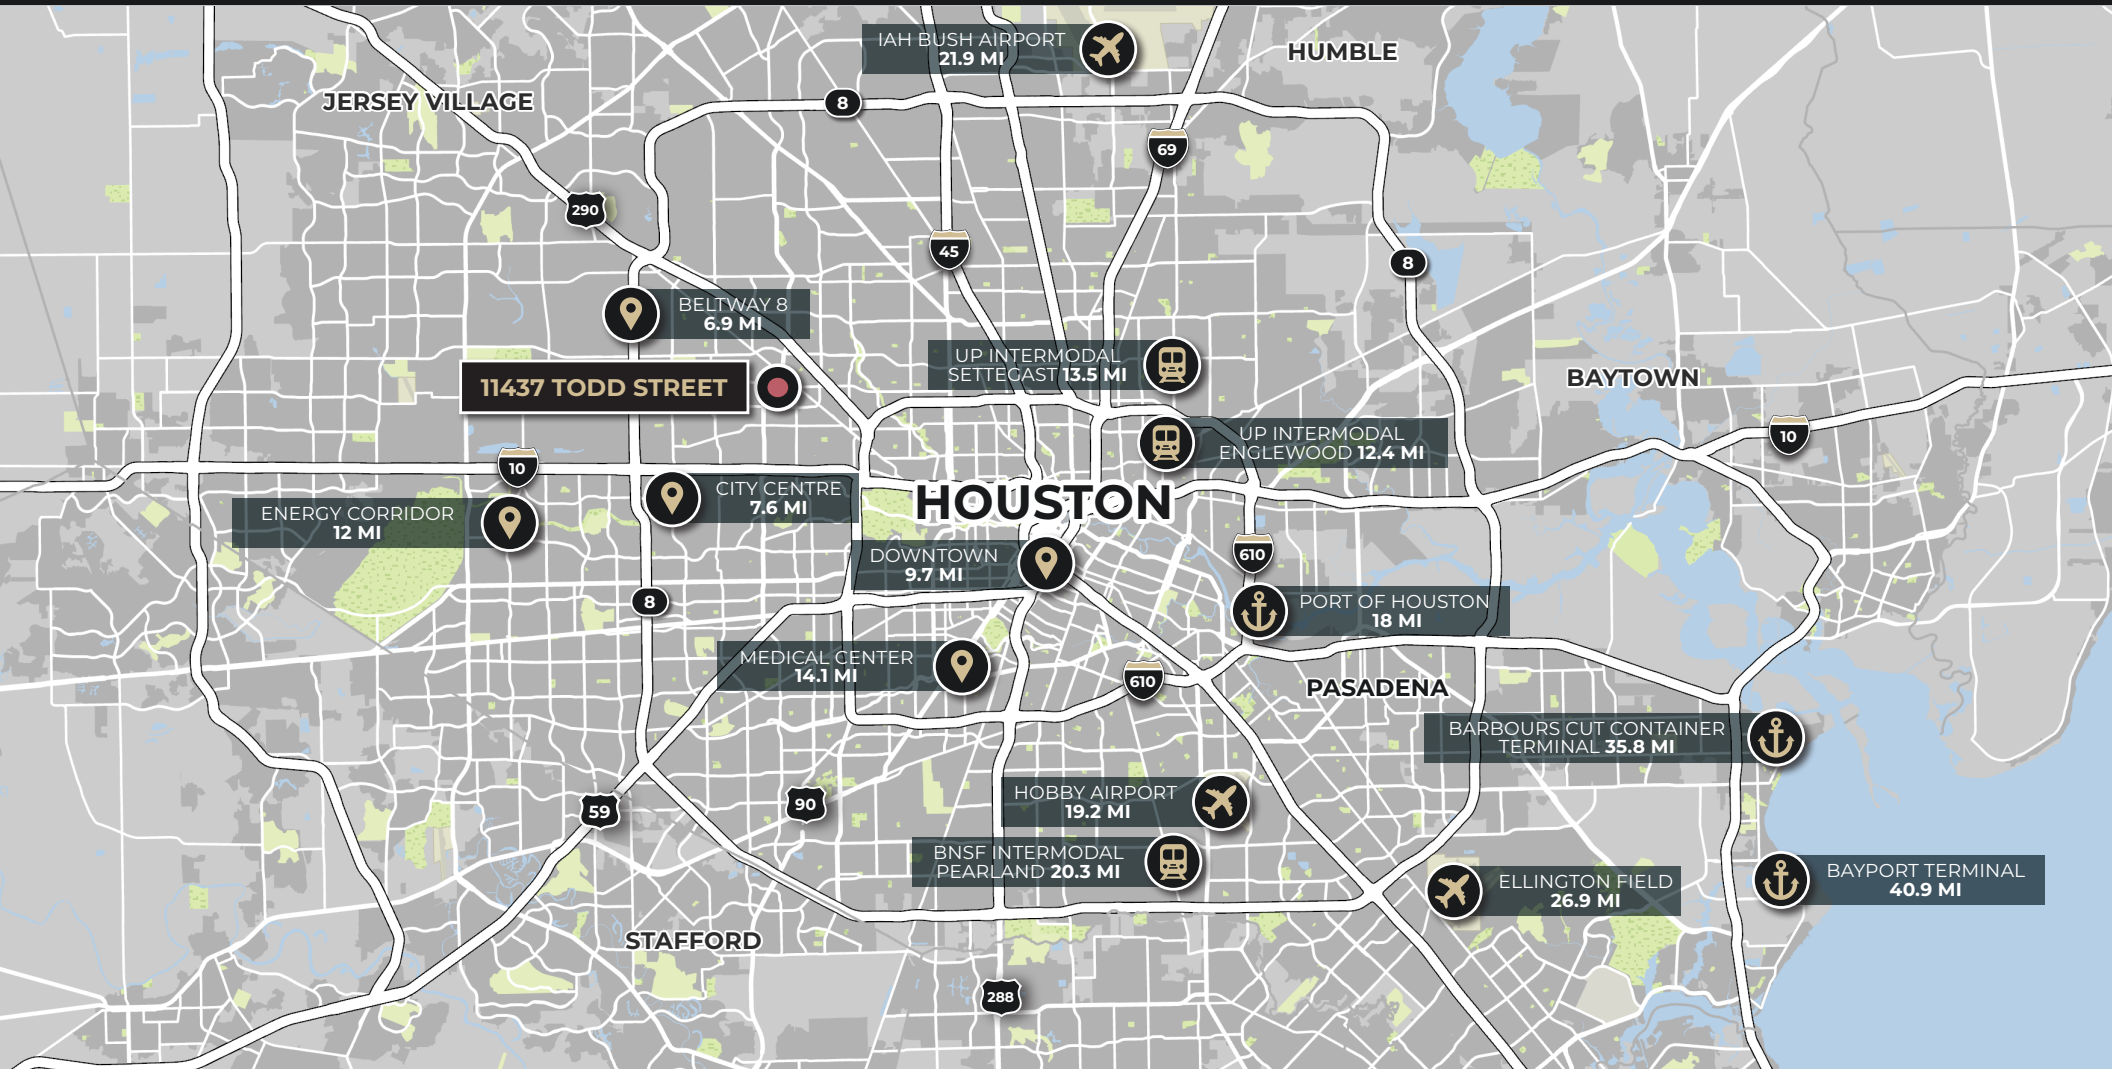 IAH BUSH AIRPORT
21.9 MI
HUMBLE
JERSEY VILLAGE
8
69
290
45
8
BELTWAY 8
6.9 MI
UP INTERMODAL
SETTEGAST 13.5 MI
11437 TODD STREET
BAYTOWN
UP INTERMODAL
ENGLEWOOD 12.4 MI
10
10
CITY CENTRE
7.6 MI
HOUSTON
ENERGY CORRIDOR
12 MI
DOWNTOWN
9.7 MI
610
8
PORT OF HOUSTON
18 MI
MEDICAL CENTER
14.1 MI
610
PASADENA
BARBOURS CUT CONTAINER
TERMINAL 35.8 MI
HOBBY AIRPORT
19.2 MI
90
59
BNSF INTERMODAL
PEARLAND 20.3 MI
ELLINGTON FIELD
26.9 MI
BAYPORT TERMINAL
40.9 MI
STAFFORD
288